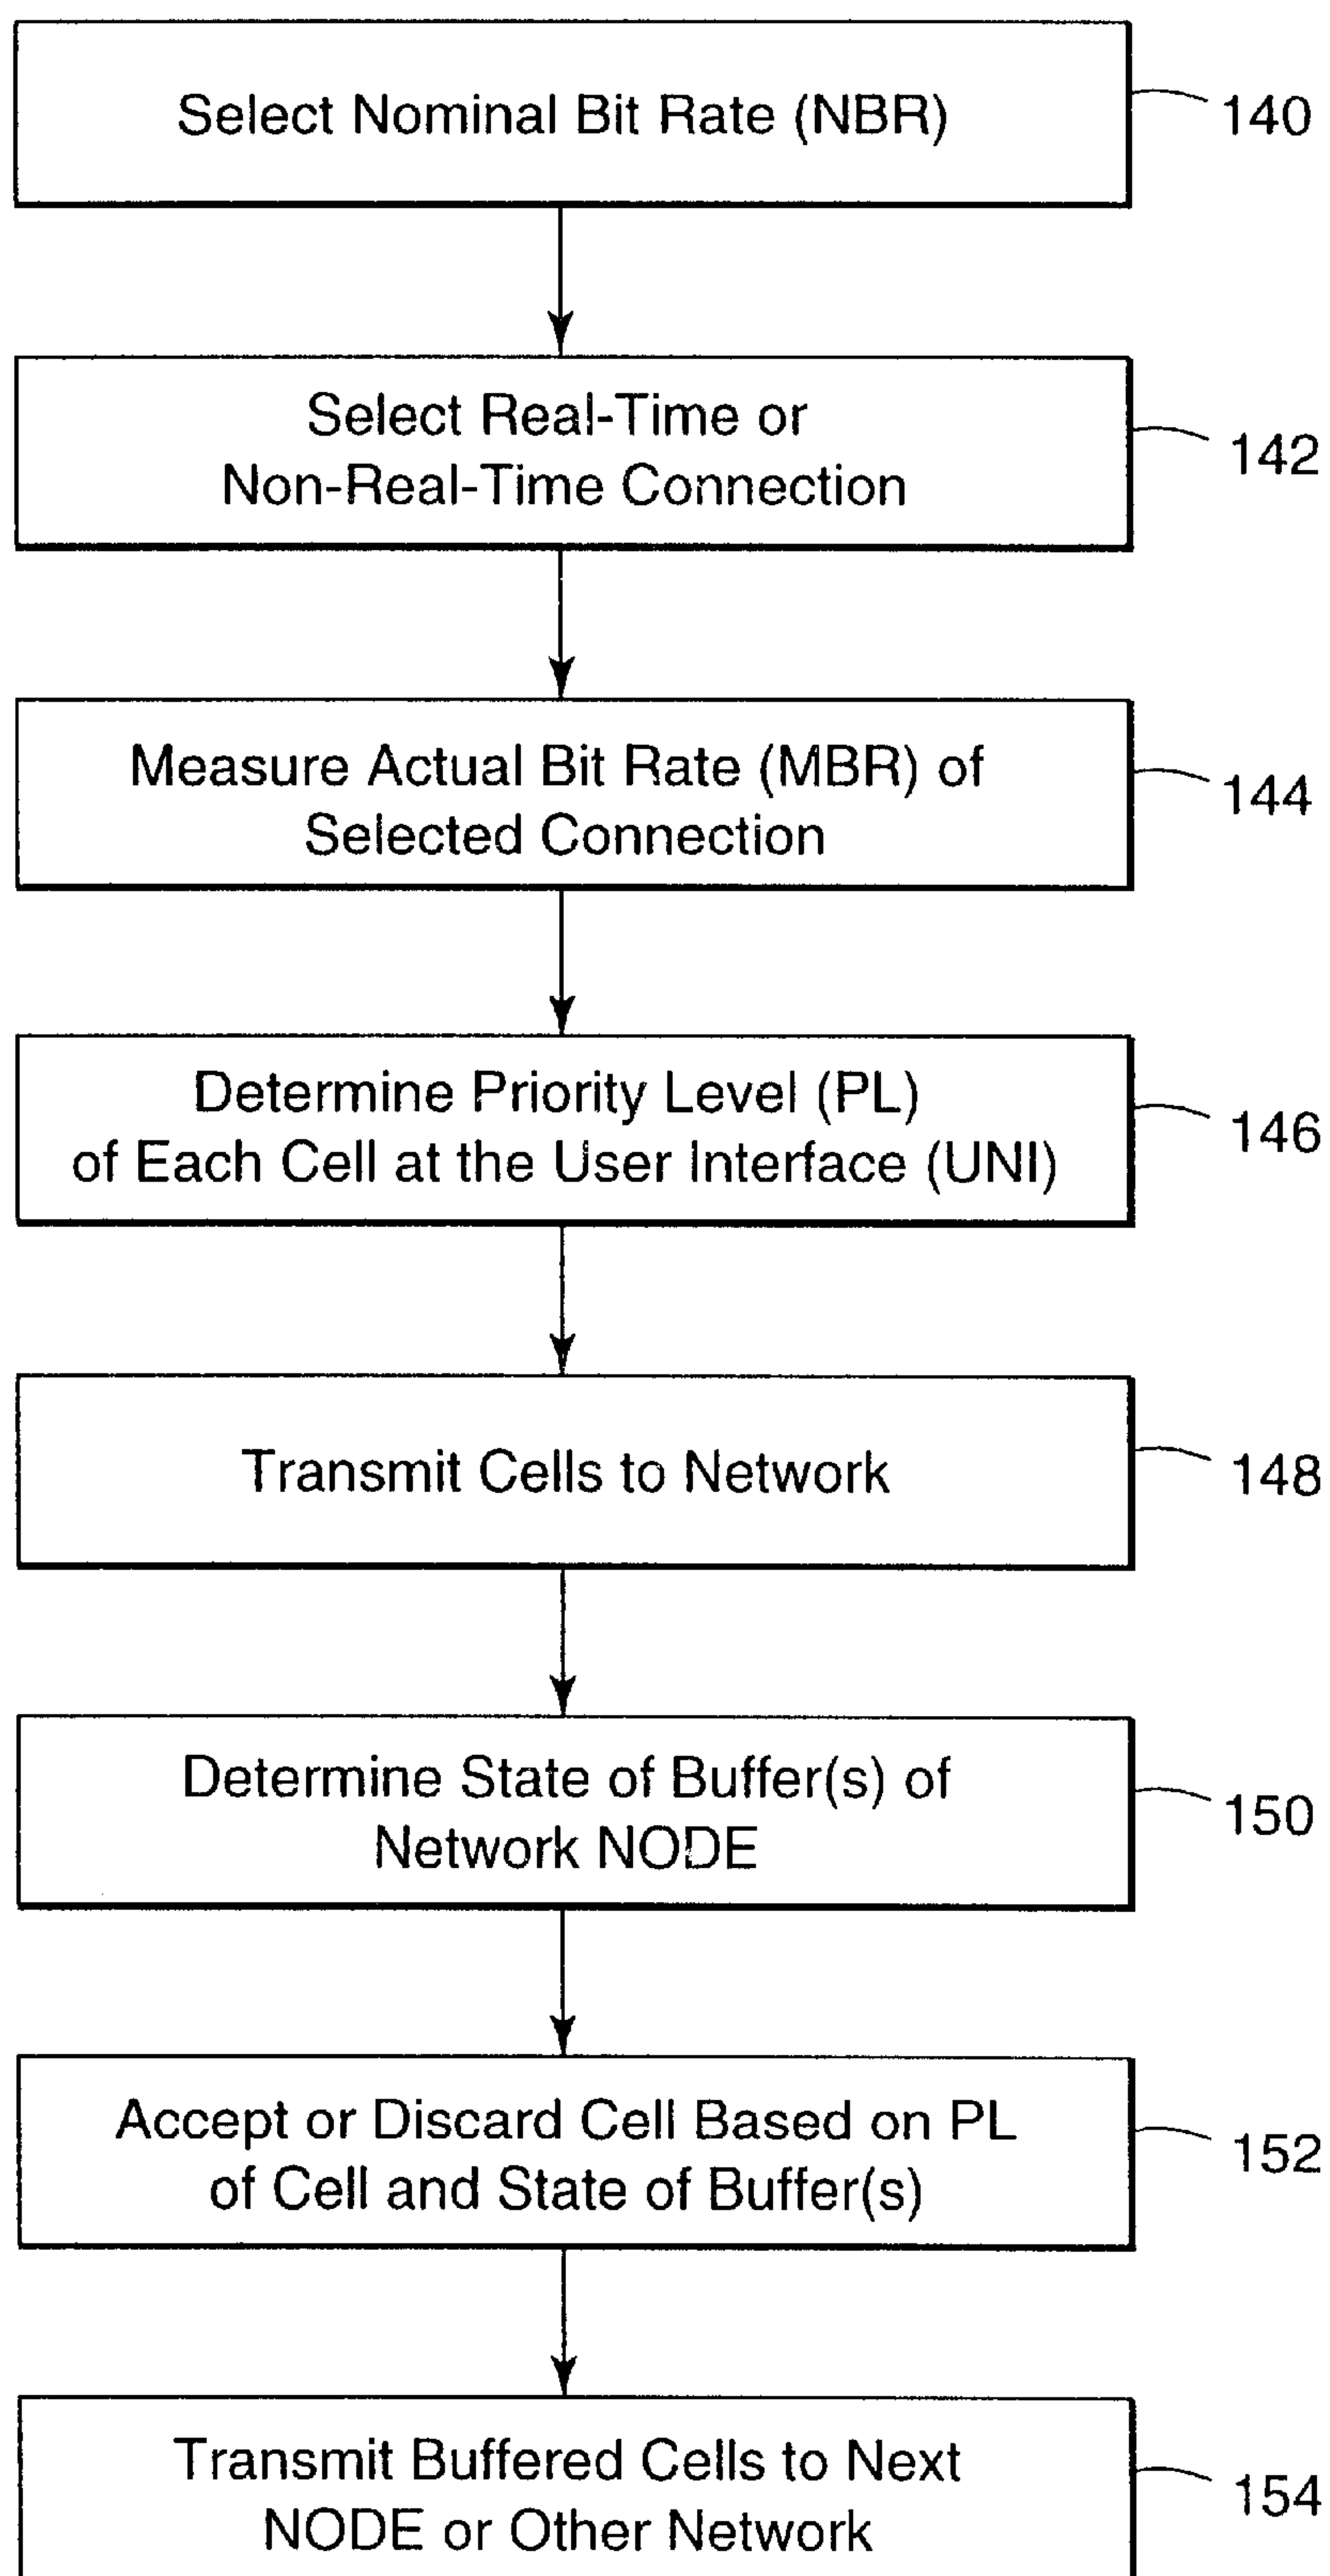 Select Nominal Bit Rate (NBR)
140
Select Real-Time or
Non-Real-Time Connection
142
Measure Actual Bit Rate (MBR) of
Selected Connection
144
Determine Priority Level (PL)
of Each Cell at the User Interface (UNI)
146
Transmit Cells to Network
148
Determine State of Buffer(s) of
Network NODE
150
Accept or Discard Cell Based on PL
of Cell and State of Buffer(s)
152
Transmit Buffered Cells to Next
NODE or Other Network
154